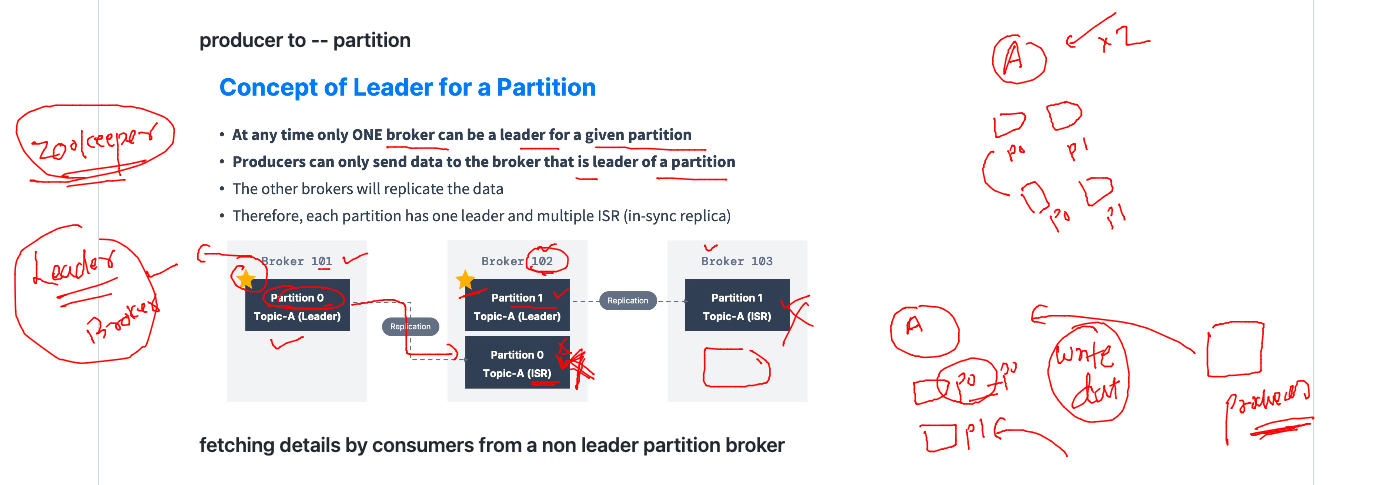 producer to -- partition
Concept of Leader for a Partition
• At any time only ONE broker can be a leader for a given partition
• Producers can only send data to the broker that is leader of a partition
• The other brokers will replicate the data
• Therefore, each partition has one leader and multiple ISR (in-sync replica)
Zookeeper
Leader
Broker
Broker 101
Partition 0
Topic-A (Leader)
Replication
Broker 102
Partition 1
Topic-A (Leader)
Partition 0
Topic-A (ISR)
Replication
Broker 103
Partition 1
Topic-A (ISR)
A
x2
P0
P1
P0
P1
A
P0
P0
P1
write
Producers
fetching details by consumers from a non leader partition broker